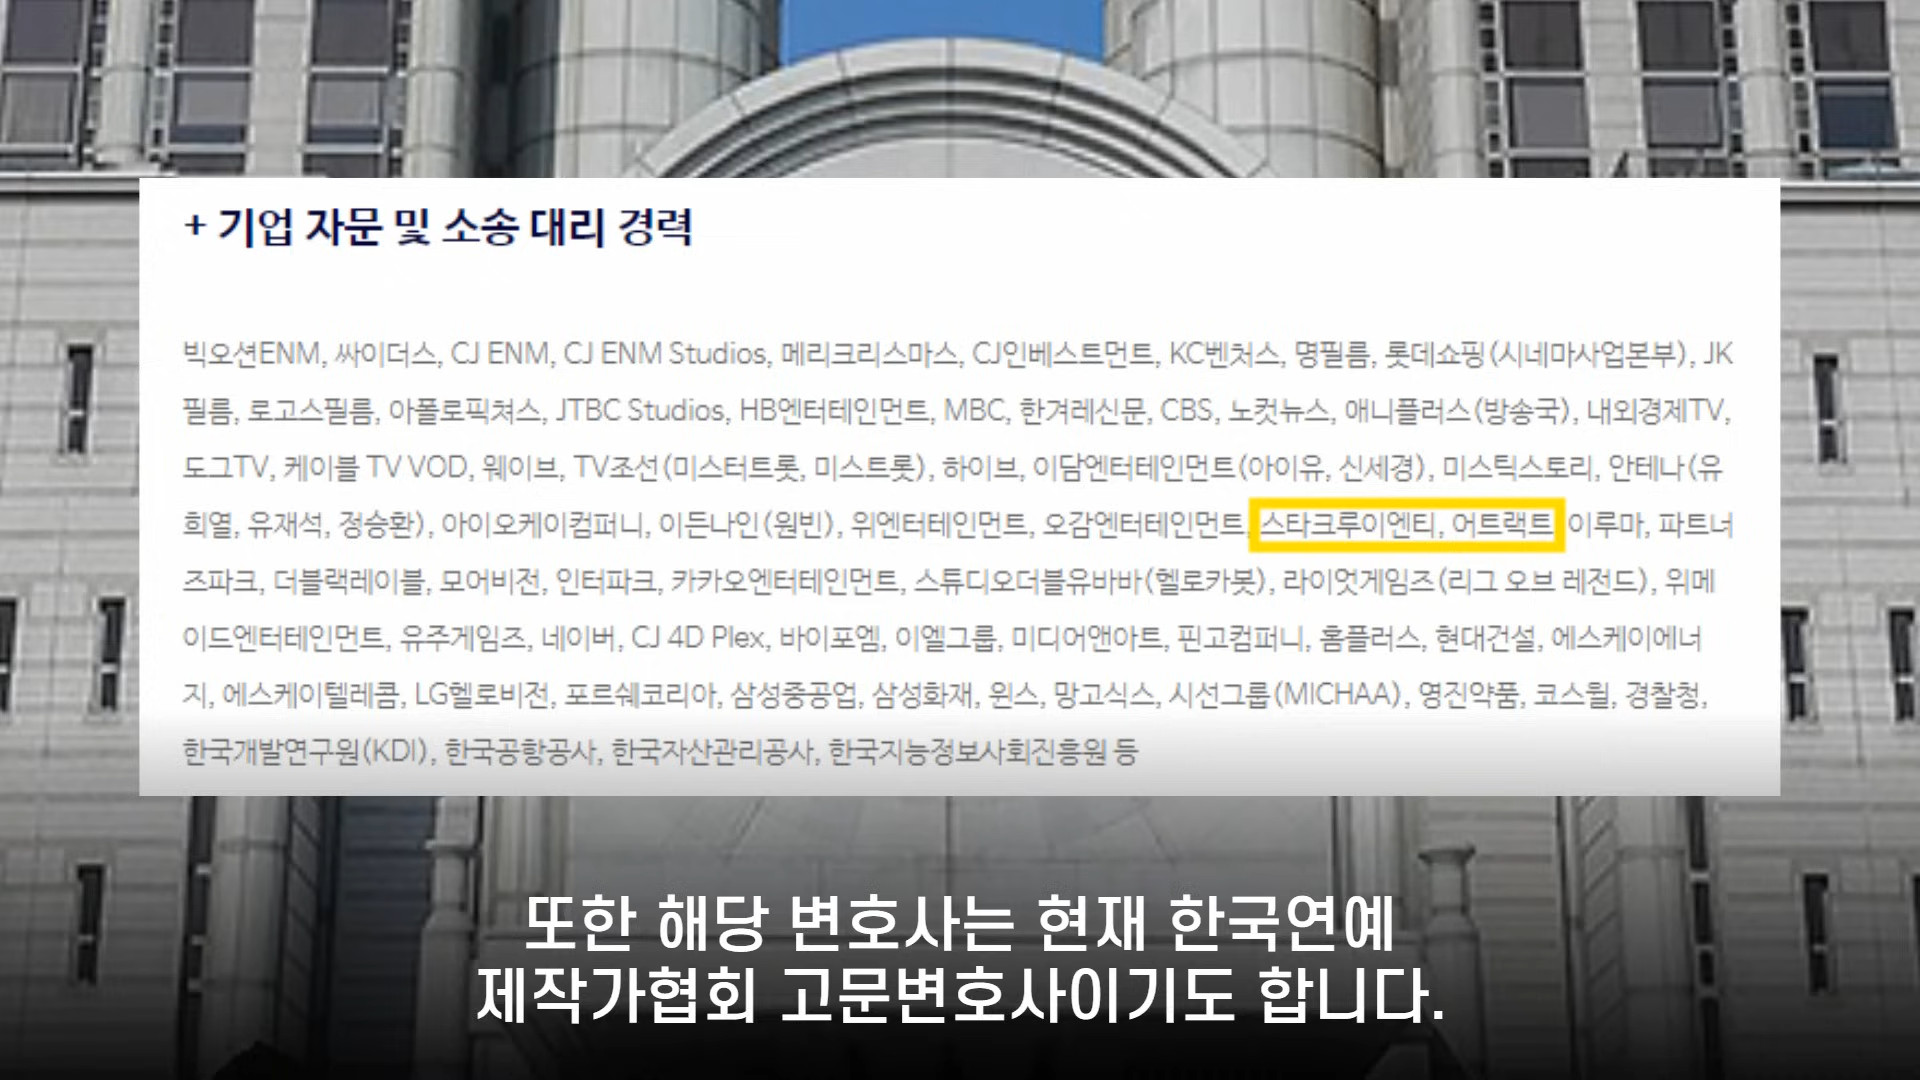 + 기업 자문 및 소송 대리 경력
빅오션ENM, 싸이더스, CJ ENM, CJ ENM Studios, 메리크리스마스, CJ인베스트먼트, KC벤처스, 명필름, 롯데쇼핑(시네마사업본부), JK
필름, 로고스필름, 아폴로픽쳐스, JTBC Studios, HB엔터테인먼트, MBC, 한겨레신문, CBS, 노컷뉴스, 애니플러스(방송국), 내외경제TV,
도그TV, 케이블 TV VOD, 웨이브, TV조선(미스터트롯, 미스트롯), 하이브, 이담엔터테인먼트(아이유, 신세경), 미스틱스토리, 안테나(유
희열, 유재석, 정승환), 아이오케이컴퍼니, 이든나인(원빈), 위엔터테인먼트, 오감엔터테인먼트, 스타크루이엔티, 어트랙트, 이루마, 파트너
즈파크, 더블랙레이블, 모어비전, 인터파크, 카카오엔터테인먼트, 스튜디오더블유바바(헬로카봇), 라이엇게임즈(리그 오브 레전드), 위메
이드엔터테인먼트, 유주게임즈, 네이버, CJ 4D Plex, 바이포엠, 이엘그룹, 미디어앤아트, 핀고컴퍼니, 홈플러스, 현대건설, 에스케이에너
지, 에스케이텔레콤, LG헬로비전, 포르쉐코리아, 삼성중공업, 삼성화재, 윈스, 망고식스, 시선그룹(MICHAA), 영진약품, 코스월, 경찰청,
한국개발연구원(KDI), 한국공항공사, 한국자산관리공사, 한국지능정보사회진흥원 등
또한 해당 변호사는 현재 한국연예
제작가협회 고문변호사이기도 합니다.